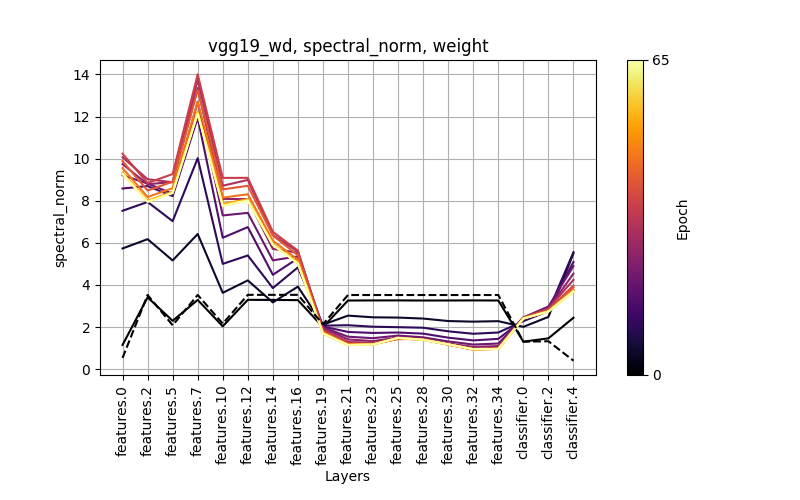 vgg19_wd, spectral_norm, weight
spectral_norm
14
12
10
8
6
4
2
0
features.0
features.2
features.5
features.7
features.10
features.12
features.14
features.16
features.19
features.21
features.23
features.25
features.28
features.30
features.32
features.34
classifier.0
classifier.2
classifier.4
Layers
65
0
Epoch